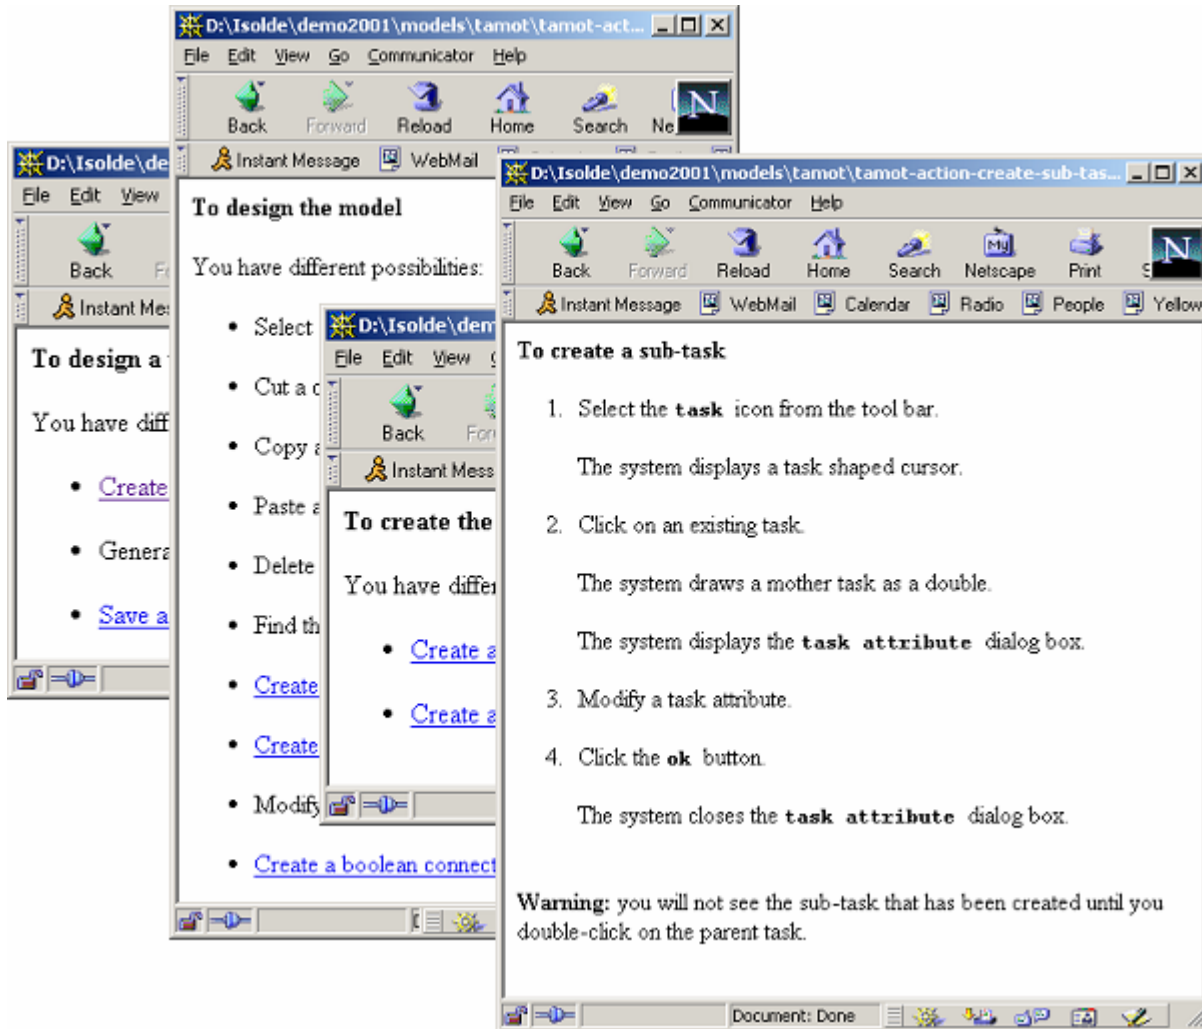 D:\Isolde\demo2001\models\tamot\tamot-act...
File Edit View Go Communicator Help
Back Forward Reload Home Search
Instant Message WebMail
To design the model
You have different possibilities:
• Select
• Cut a
• Copy
• Paste
• Delete
• Find
• Create
• Create
• Modify
• Create a boolean
D:\Isolde\
File Edit View
Back
Instant
To design a
You have
• Create
•
• Save
D:\Isolde\
File Edit View
Back
Instant
To create the
You have
• Create
• Create
D:\Isolde\demo2001\models\tamot\tamot-action-create-sub-tas...
File Edit View Go Communicator Help
Back Forward Reload Home Search Netscape Print
Instant Message WebMail Calendar Radio People Yellow
To create a sub-task
1. Select the task icon from the tool bar.
The system displays a task shaped cursor.
2. Click on an existing task.
The system draws a mother task as a double.
The system displays the task attribute dialog box.
3. Modify a task attribute.
4. Click the ok button.
The system closes the task attribute dialog box.
Warning: you will not see the sub-task that has been created until you
double-click on the parent task.
Document: Done